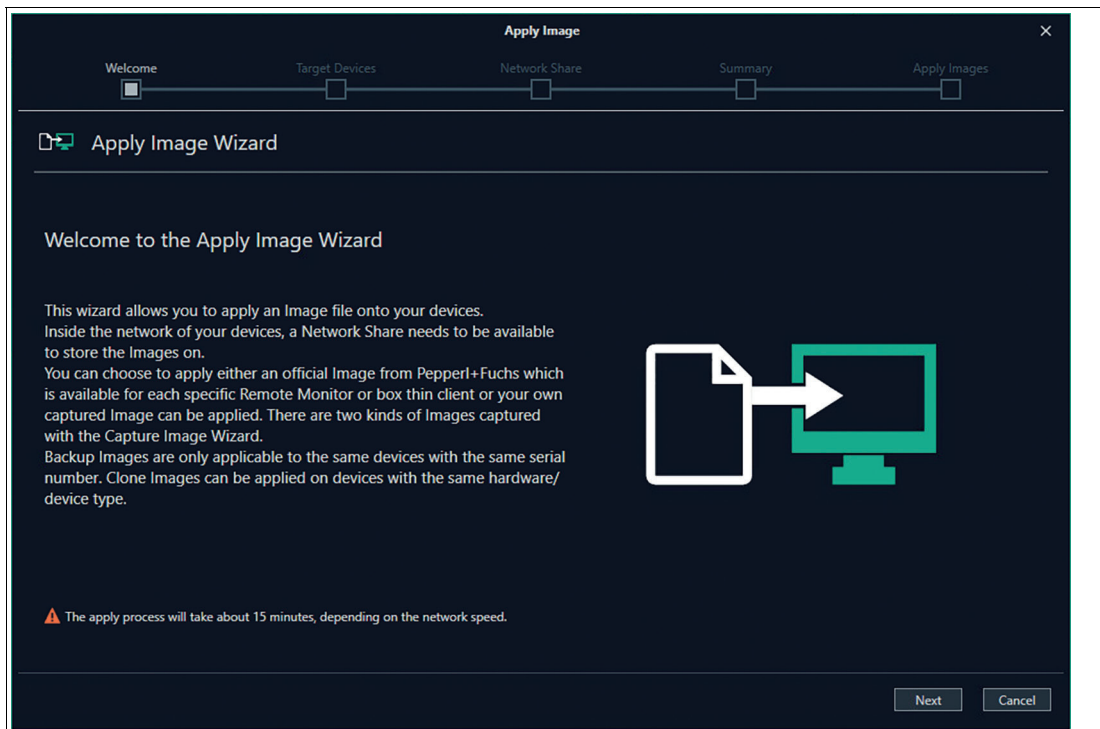 Apply Image
Welcome
Target Devices
Network Share
Summary
Apply Images
Apply Image Wizard
Welcome to the Apply Image Wizard
This wizard allows you to apply an Image file onto your devices.
Inside the network of your devices, a Network Share needs to be available
to store the Images on.
You can choose to apply either an official Image from Pepperl+Fuchs which
is available for each specific Remote Monitor or box thin client or your own
captured Image can be applied. There are two kinds of Images captured
with the Capture Image Wizard.
Backup Images are only applicable to the same devices with the same serial
number. Clone Images can be applied on devices with the same hardware/
device type.
The apply process will take about 15 minutes, depending on the network speed.
Next
Cancel